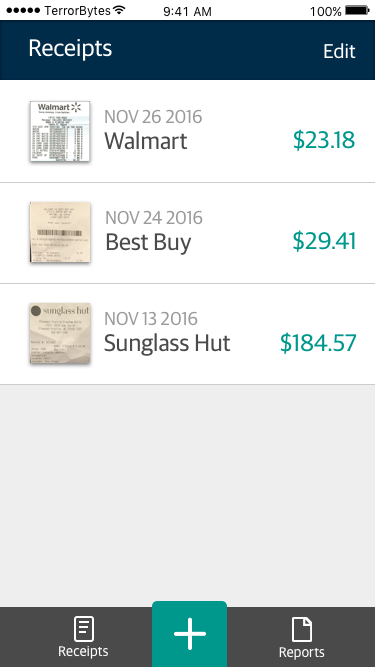 TerrorBytes 9:41 AM 100%
Receipts Edit
Walmart
NOV 26 2016
Walmart $23.18
NOV 24 2016
Best Buy $29.41
sunglass hut
NOV 13 2016
Sunglass Hut $184.57
Receipts Reports